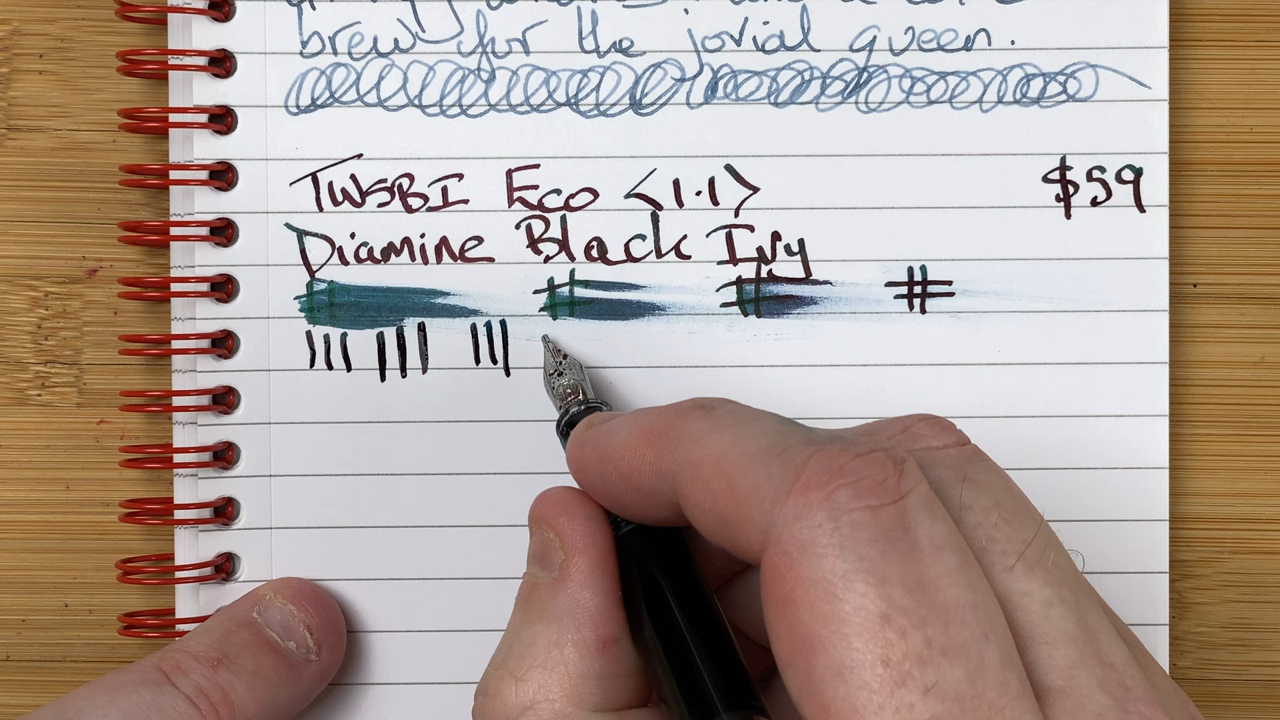 brew for the jovial queen.
TWSBI Eco <1.1> $59
Diamine Black Ivy
# # #